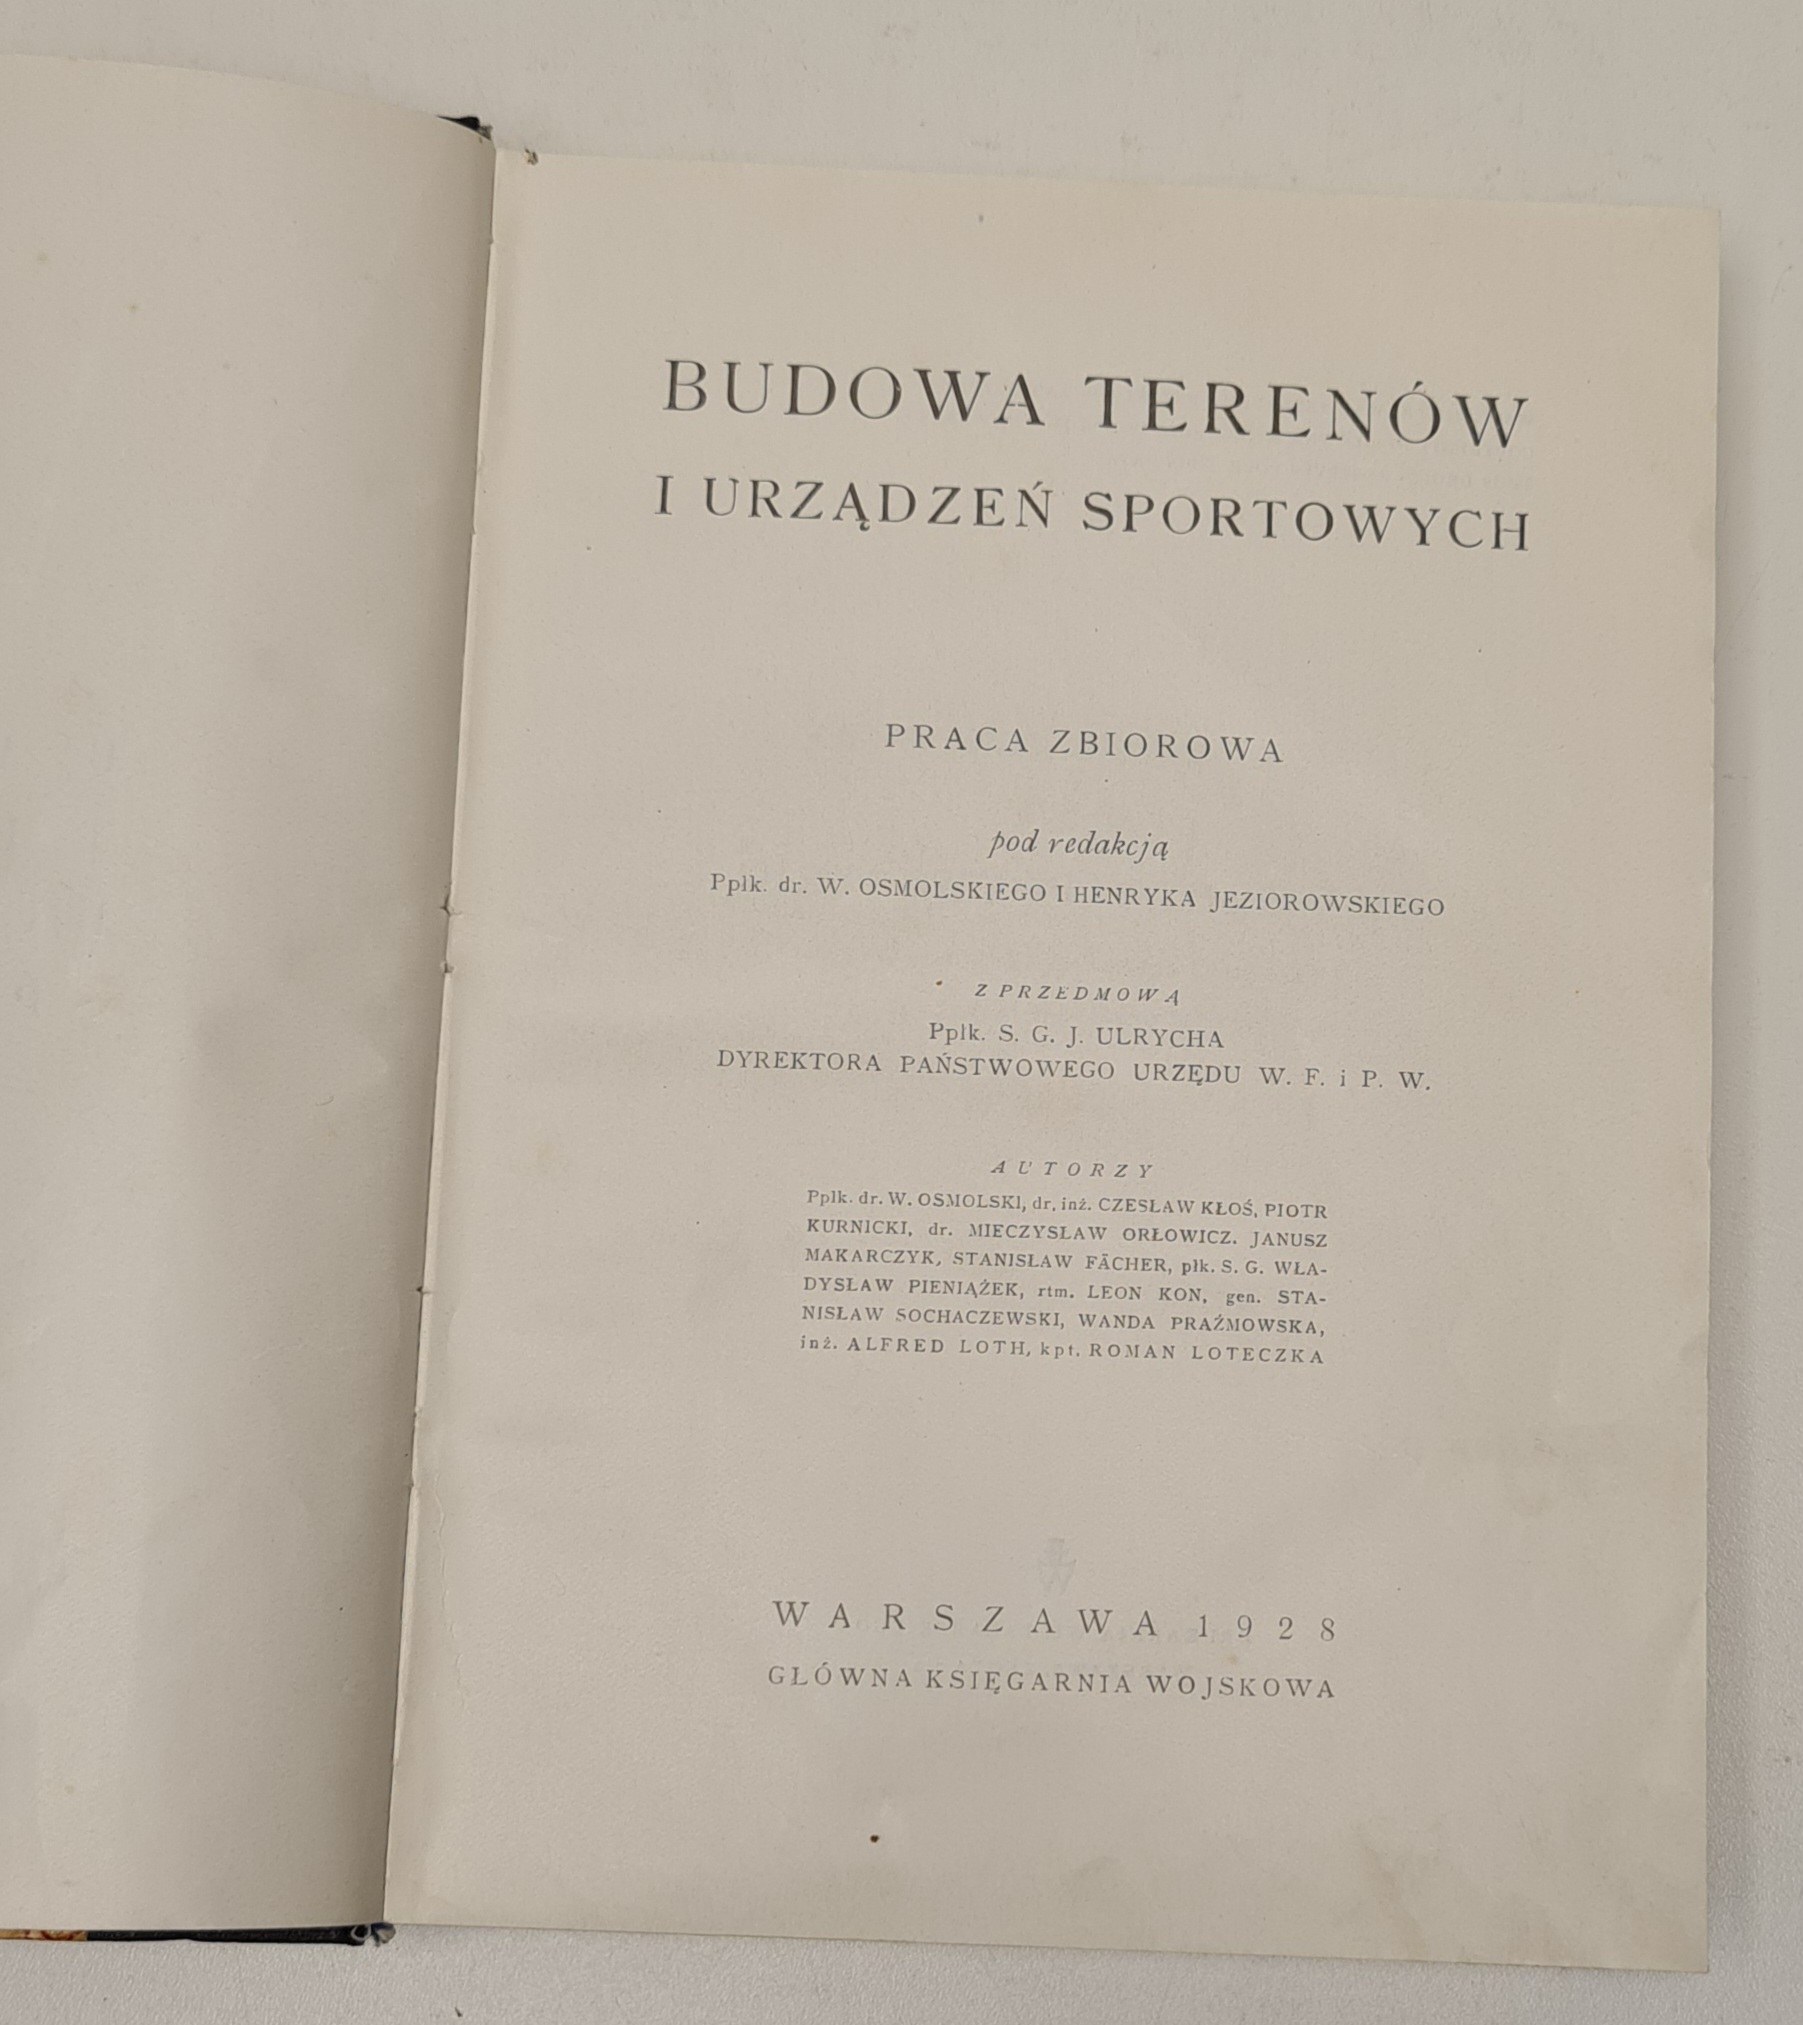 BUDOWA TERENÓW
I URZĄDZEŃ SPORTOWYCH
PRACA ZBIOROWA
pod redakcją
Ppłk. dr. W. OSMOLSKIEGO I HENRYKA JEZIOROWSKIEGO
Z PRZEDMOWĄ
Ppłk. S. G. J. ULRYCHA
DYREKTORA PAŃSTWOWEGO URZĘDU W. F. i P. W.
AUTORZY
Ppłk. dr. W. OSMOLSKI, dr. inż. CZESŁAW KŁOŚ, PIOTR
KURNICKI, dr. MIECZYSŁAW ORŁOWICZ. JANUSZ
MAKARCZYK, STANISŁAW FÄCHER, płk. S. G. WŁA-
DYSŁAW PIENIĄŻEK, rtm. LEON KON, gen. STA-
NISŁAW SOCHACZEWSKI, WANDA PRAŻMOWSKA,
inż. ALFRED LOTH, kpt. ROMAN LOTECZKA
WARSZAWA 1928
GŁÓWNA KSIĘGARNIA WOJSKOWA